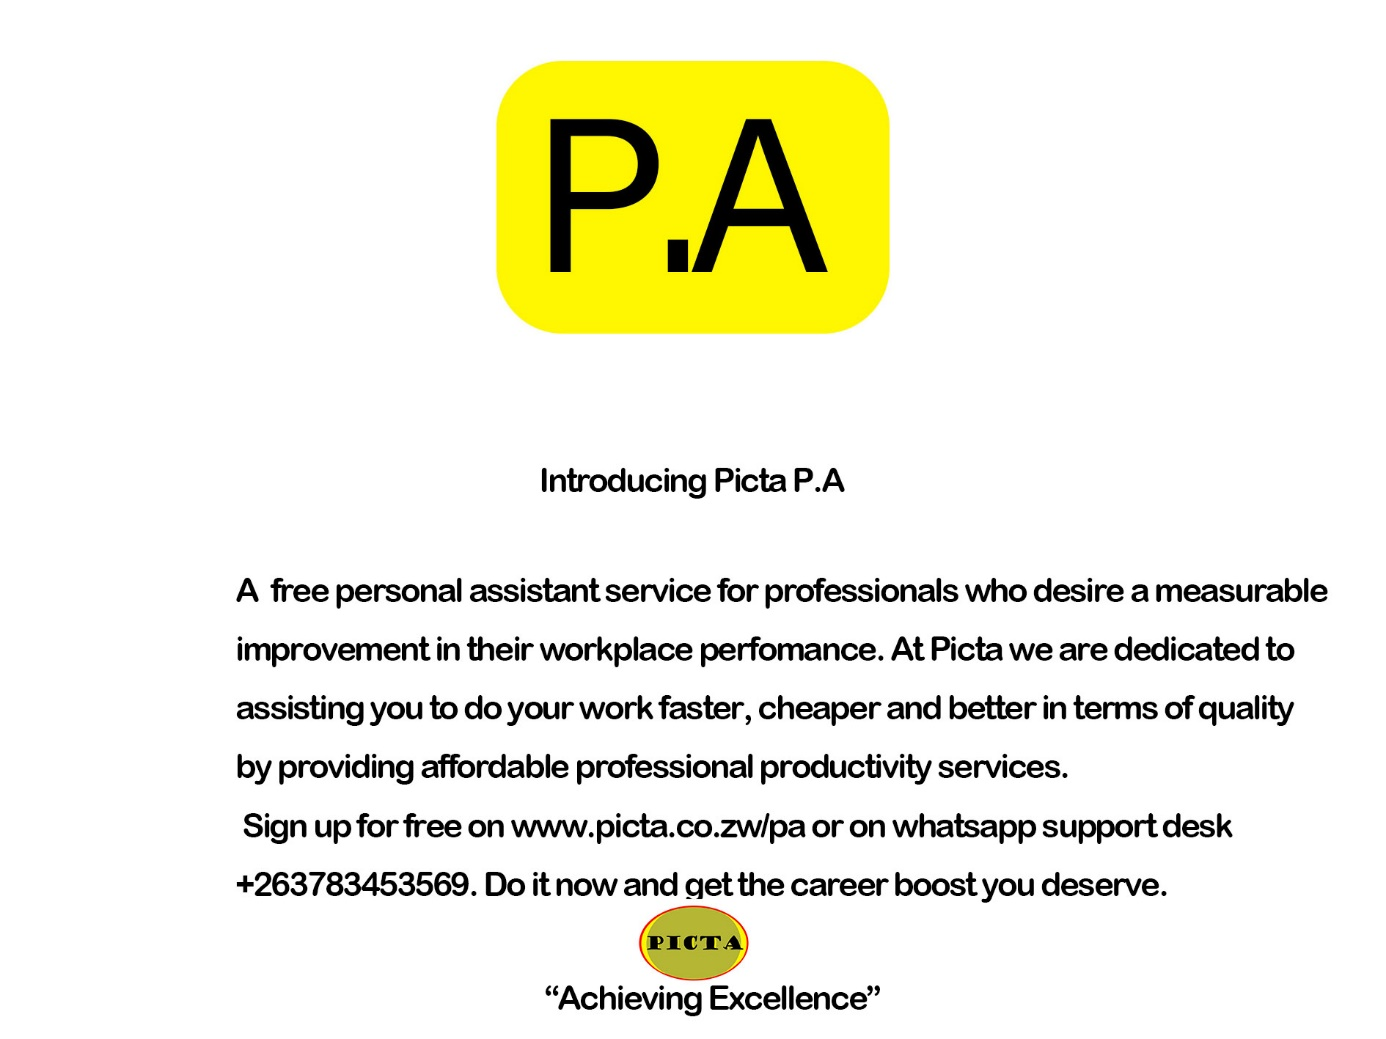 P.A
Introducing Picta P.A
A free personal assistant service for professionals who desire a measurable
improvement in their workplace perfomance. At Picta we are dedicated to
assisting you to do your work faster, cheaper and better in terms of quality
by providing affordable professional productivity services.
Sign up for free on www.picta.co.zw/pa or on whatsapp support desk
+263783453569. Do it now and get the career boost you deserve.
PICTA
“Achieving Excellence”